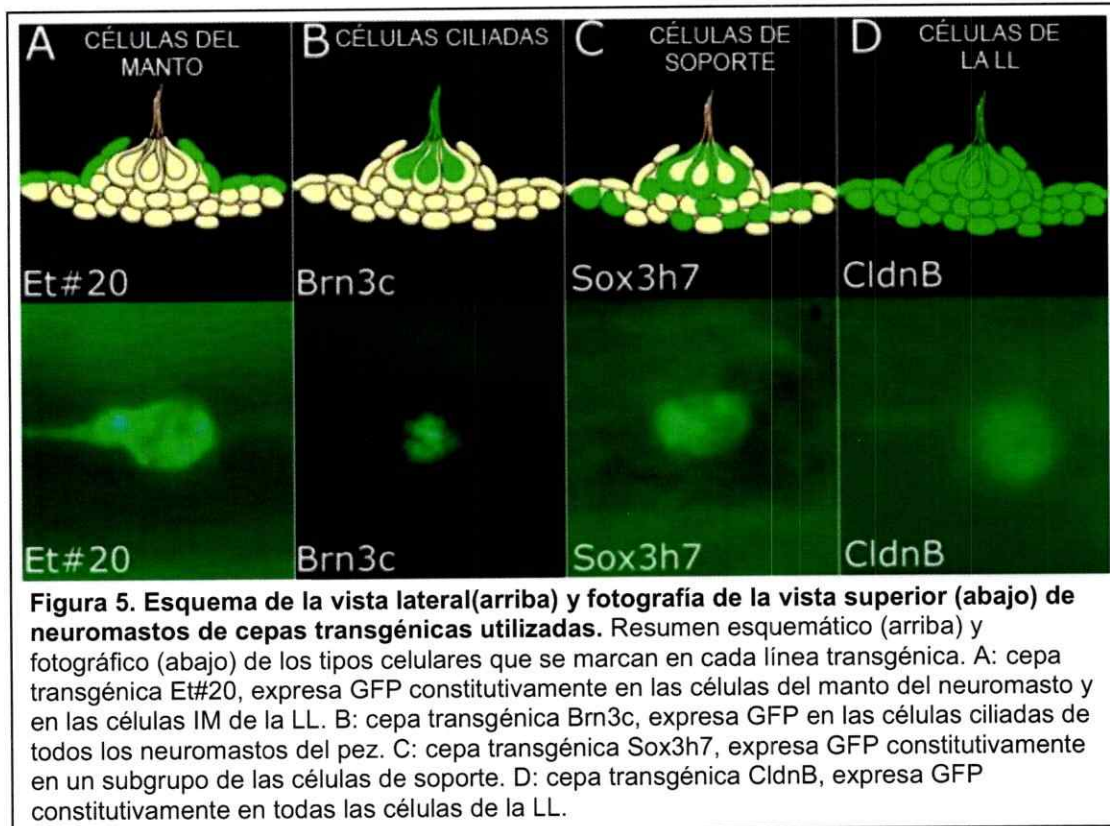 A CÉLULAS DEL
MANTO
B CÉLULAS CILIADAS
C CÉLULAS DE
SOPORTE
D CÉLULAS DE
LA LL
Et#20
Brn3c
Sox3h7
CldnB
Et#20
Brn3c
Sox3h7
CldnB
Figura 5. Esquema de la vista lateral(arriba) y fotografía de la vista superior (abajo) de
neuromastos de cepas transgénicas utilizadas. Resumen esquemático (arriba) y
fotográfico (abajo) de los tipos celulares que se marcan en cada línea transgénica. A: cepa
transgénica Et#20, expresa GFP constitutivamente en las células del manto del neuromasto y
en las células IM de la LL. B: cepa transgénica Brn3c, expresa GFP en las células ciliadas de
todos los neuromastos del pez. C: cepa transgénica Sox3h7, expresa GFP constitutivamente
en un subgrupo de las células de soporte. D: cepa transgénica CldnB, expresa GFP
constitutivamente en todas las células de la LL.